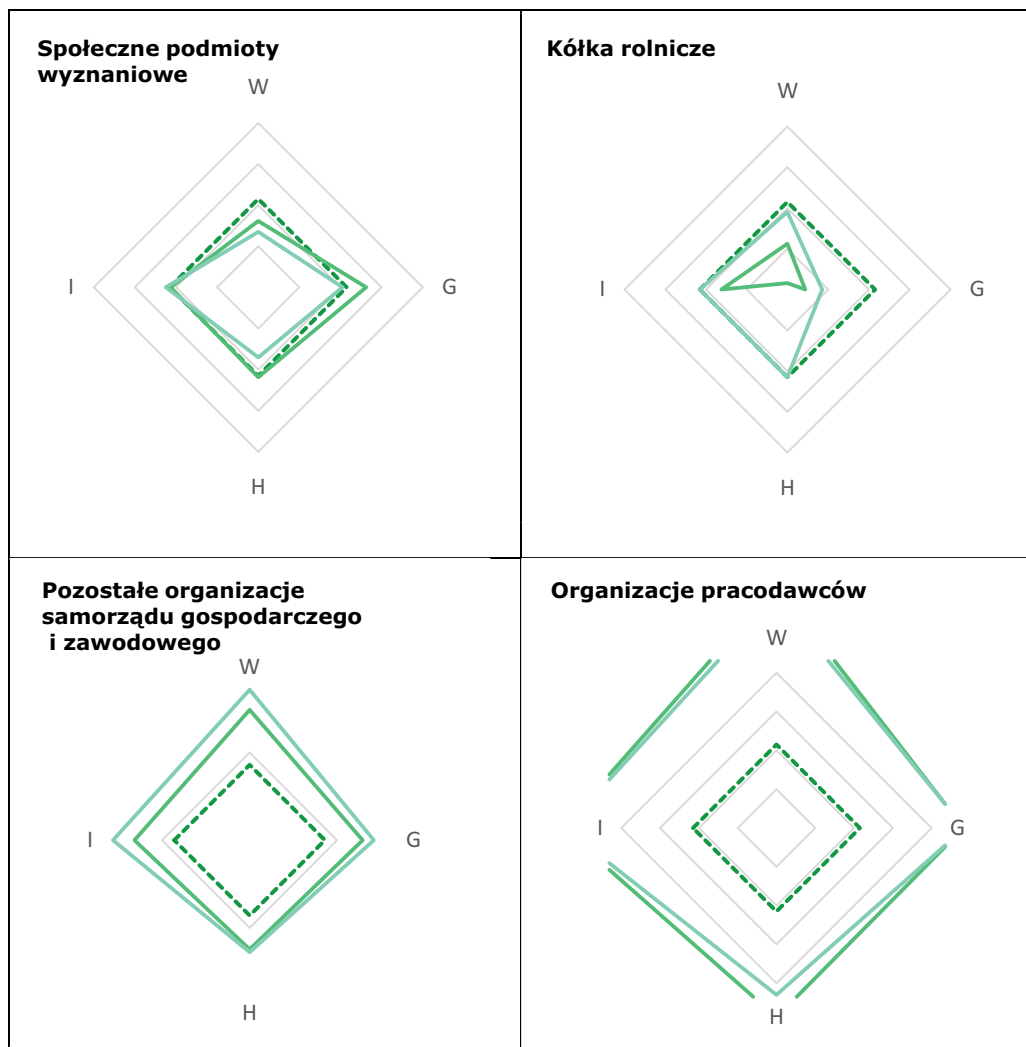 Społeczne podmioty
wyznaniowe
W
I
G
H
Kółka rolnicze
W
I
G
H
Pozostałe organizacje
samorządu gospodarczego
i zawodowego
W
I
G
H
Organizacje pracodawców
W
I
G
H